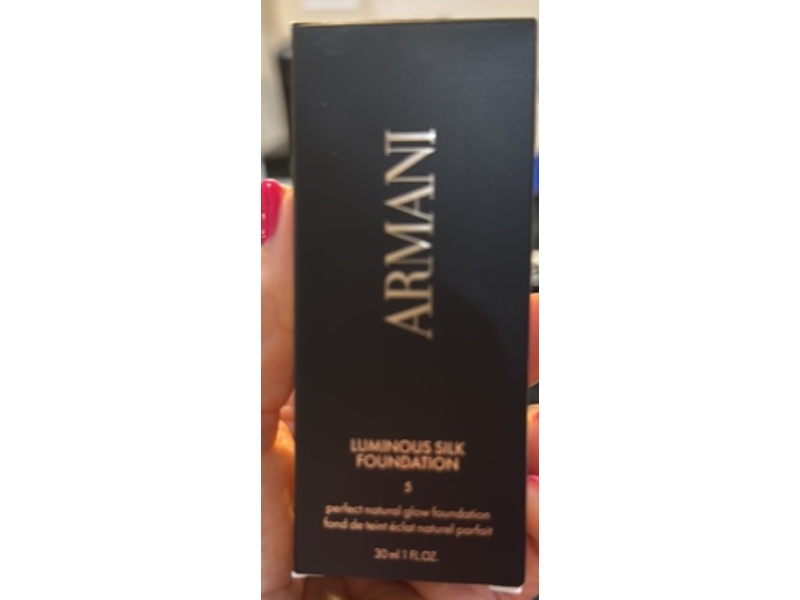 ARMANI
LUMINOUS SILK
FOUNDATION
5
perfect natural glow foundation
fond de teint éclat naturel parfait
30 ml 1 FL.OZ.